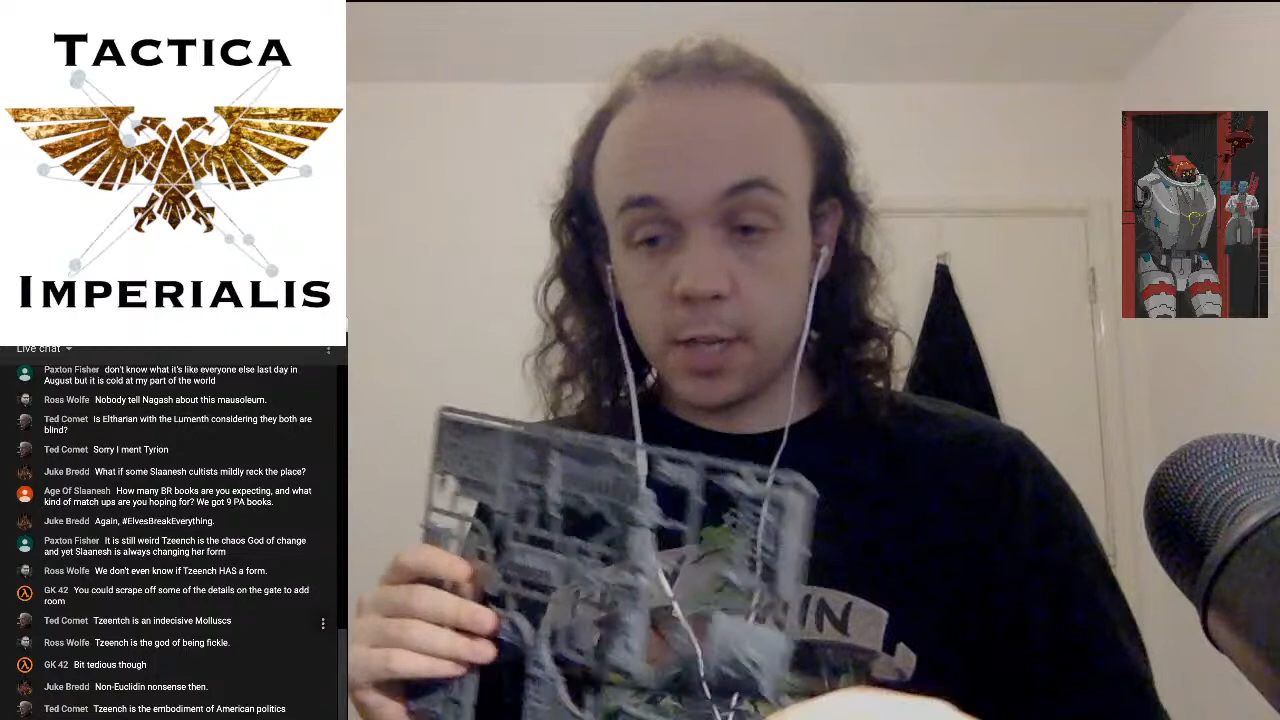 TACTICA
IMPERIALIS
Live chat
Paxton Fisher don't know what it's like everyone else last day in
August but it is cold at my part of the world
Ross Wolfe Nobody tell Nagash about this mausoleum.
Ted Comet Is Eltharian with the Lumenth considering they both are
blind?
Ted Comet Sorry I ment Tyrion
Juke Bredd What if some Slaanesh cultists mildly reck the place?
Age Of Slaanesh How many BR books are you expecting, and what
kind of match ups are you hoping for? We got 9 PA books.
Juke Bredd Again, #ElvesBreakEverything.
Paxton Fisher It is still weird Tzeench is the chaos God of change
and yet Slaanesh is always changing her form
Ross Wolfe We don't even know if Tzeench HAS a form.
GK 42 You could scrape off some of the details on the gate to add
room
Ted Comet Tzeentch is an indecisive Molluscs
Ross Wolfe Tzeench is the god of being fickle.
GK 42 Bit tedious though
Juke Bredd Non-Euclidin nonsense then.
Ted Comet Tzeench is the embodiment of American politics